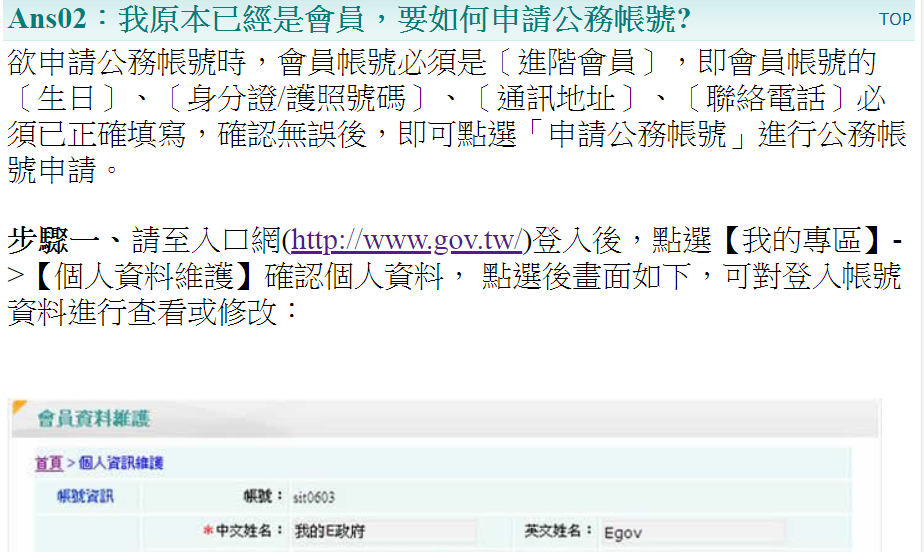 Ans02：我原本已經是會員，要如何申請公務帳號?
TOP
欲申請公務帳號時，會員帳號必須是〔進階會員〕，即會員帳號的
〔生日〕、〔身分證/護照號碼〕、〔通訊地址〕、〔聯絡電話〕必
須已正確填寫，確認無誤後，即可點選「申請公務帳號」進行公務帳
號申請。
步驟一、請至入口網(http://www.gov.tw/)登入後，點選【我的專區】-
>【個人資料維護】確認個人資料， 點選後畫面如下，可對登入帳號
資料進行查看或修改：
會員資料維護
首頁 > 個人資訊維護
帳號資訊 帳號： sit0603
*中文姓名： 我的E政府 英文姓名： Egov